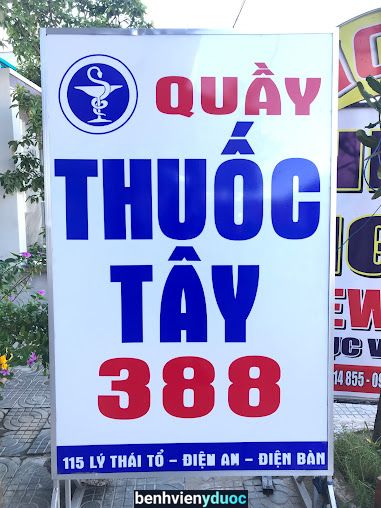 QUẦY
THUỐC
TÂY
388
115 LÝ THÁI TỔ - ĐIỆN AN - ĐIỆN BÀN
benhvienyduoc